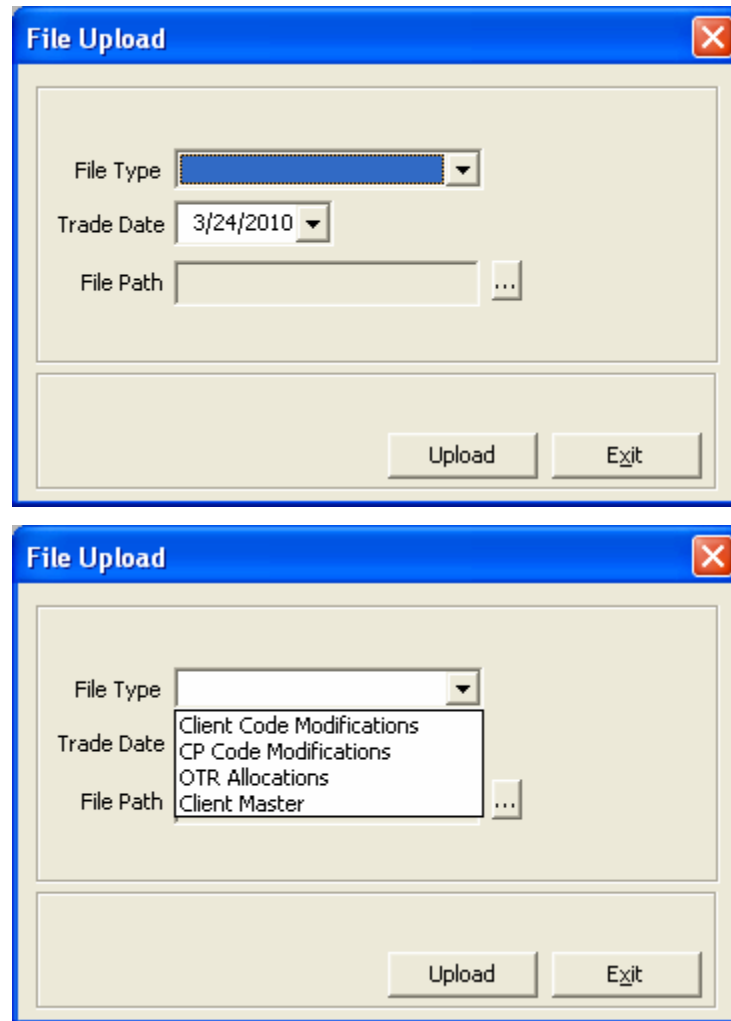 File Upload
File Type
Trade Date 3/24/2010
File Path ...
Upload Exit
File Upload
File Type
Client Code Modifications
Trade Date CP Code Modifications
OTR Allocations
File Path Client Master ...
Upload Exit